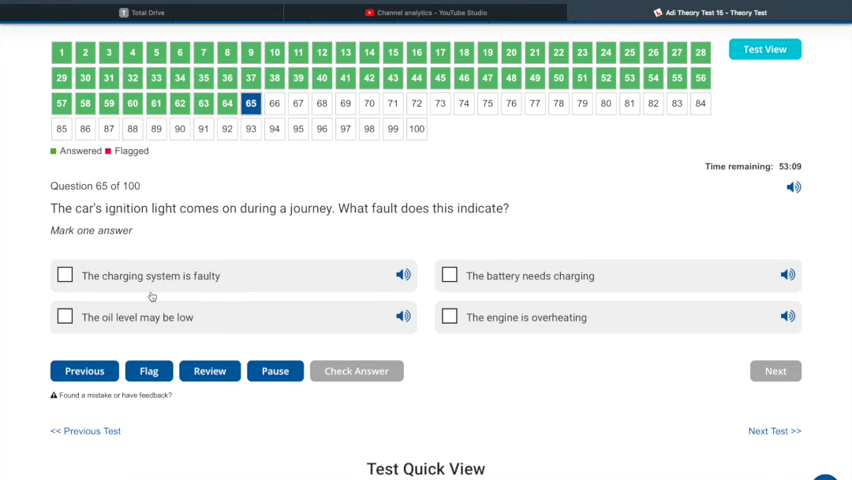 Total Drive
Channel analytics – YouTube Studio
Adi Theory Test 15 - Theory Test
1 2 3 4 5 6 7 8 9 10 11 12 13 14 15 16 17 18 19 20 21 22 23 24 25 26 27 28
Test View
29 30 31 32 33 34 35 36 37 38 39 40 41 42 43 44 45 46 47 48 49 50 51 52 53 54 55 56
57 58 59 60 61 62 63 64 65 66 67 68 69 70 71 72 73 74 75 76 77 78 79 80 81 82 83 84
85 86 87 88 89 90 91 92 93 94 95 96 97 98 99 100
Answered Flagged
Time remaining: 53:09
Question 65 of 100
The car's ignition light comes on during a journey. What fault does this indicate?
Mark one answer
The charging system is faulty
The battery needs charging
The oil level may be low
The engine is overheating
Previous Flag Review Pause Check Answer Next
Found a mistake or have feedback?
<< Previous Test
Next Test >>
Test Quick View